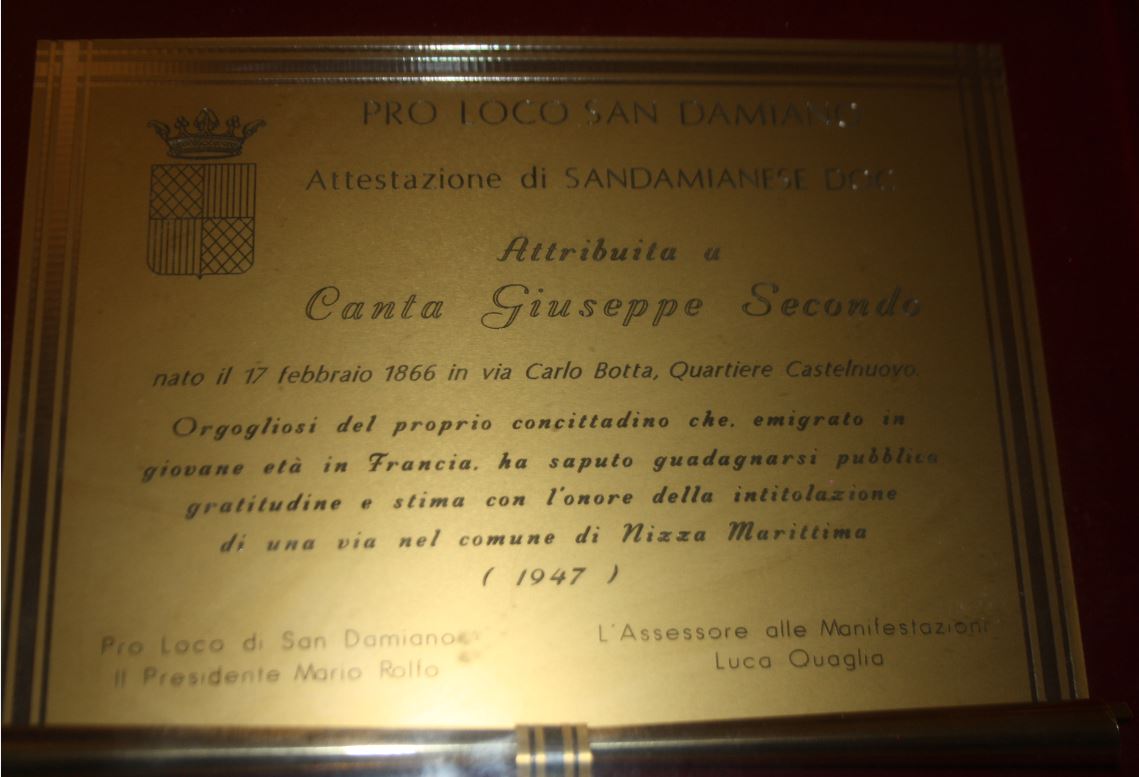 PRO LOCO SAN DAMIANO
Attestazione di SANDAMIANESE DOC
Attribuita a
Canta Giuseppe Secondo
nato il 17 febbraio 1866 in via Carlo Botta, Quartiere Castelnuovo.
Orgogliosi del proprio concittadino che, emigrato in
giovane età in Francia, ha saputo guadagnarsi pubblica
gratitudine e stima con l'onore della intitolazione
di una via nel comune di Nizza Marittima
( 1947 )
Pro Loco di San Damiano
Il Presidente Mario Rolfo
L'Assessore alle Manifestazioni
Luca Quaglia